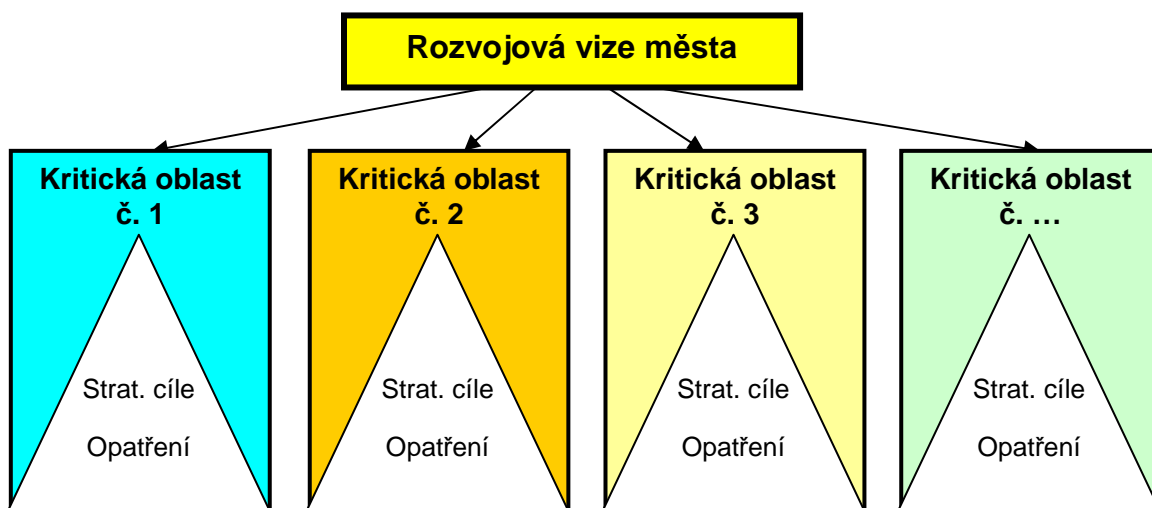 Rozvojová vize města
Kritická oblast
č. 1
Strat. cíle
Opatření
Kritická oblast
č. 2
Strat. cíle
Opatření
Kritická oblast
č. 3
Strat. cíle
Opatření
Kritická oblast
č. …
Strat. cíle
Opatření